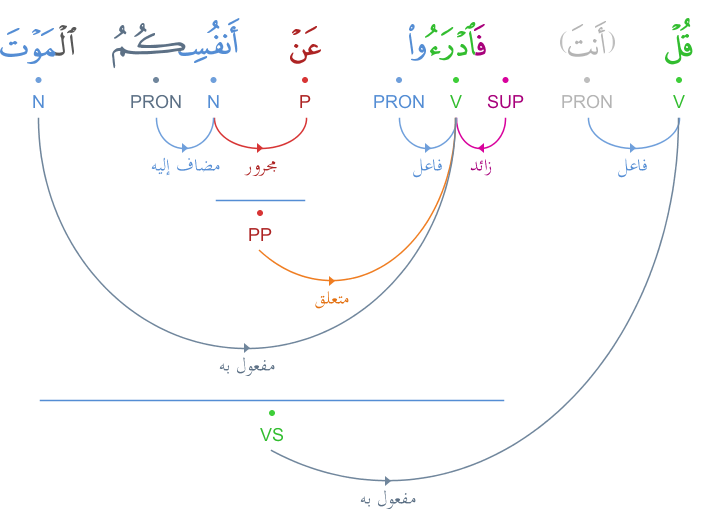 قُلْ (أَنتَ) فَٱدْرَءُوا۟ عَنْ أَنفُسِكُمُ ٱلْمَوْتَ
V PRON SUP V PRON P N PRON N
فاعل زائد فاعل مجرور مضاف إليه
PP
متعلق
مفعول به
VS
مفعول به